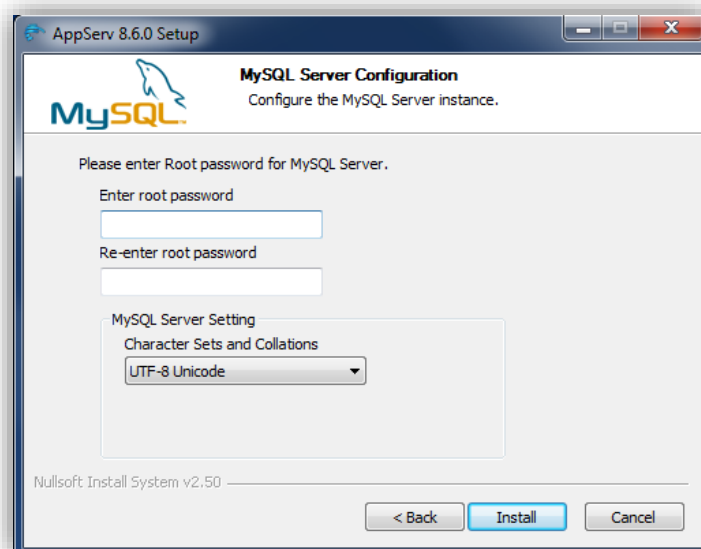 AppServ 8.6.0 Setup
MySQL Server Configuration
Configure the MySQL Server instance.
MySQL™
Please enter Root password for MySQL Server.
Enter root password
Re-enter root password
MySQL Server Setting
Character Sets and Collations
UTF-8 Unicode
Nullsoft Install System v2.50
< Back
Install
Cancel